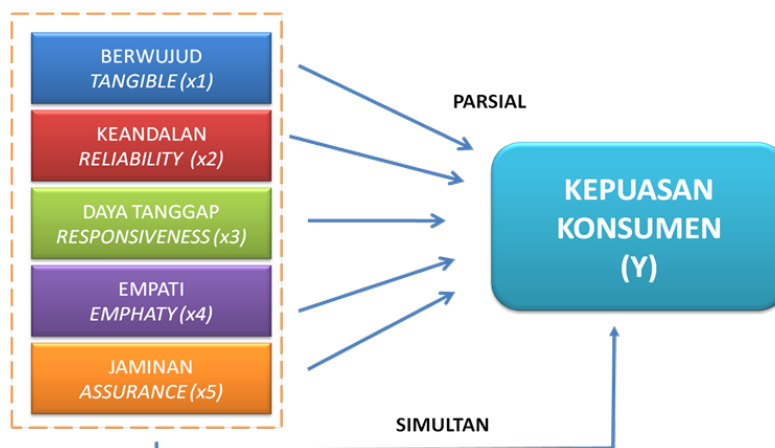 BERWUJUD
TANGIBLE (x1)
KEANDALAN
RELIABILITY (x2)
DAYA TANGGAP
RESPONSIVENESS (x3)
EMPATI
EMPHATY (x4)
JAMINAN
ASSURANCE (x5)
PARSIAL
KEPUASAN
KONSUMEN
(Y)
SIMULTAN